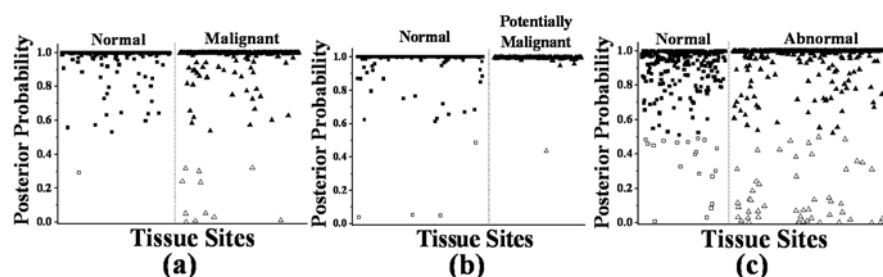 Normal Malignant
Posterior Probability
1.0
0.8
0.6
0.4
0.2
0.0
Tissue Sites
(a)
Normal Potentially
Malignant
Posterior Probability
1.0
0.8
0.6
0.4
0.2
0.0
Tissue Sites
(b)
Normal Abnormal
Posterior Probability
1.0
0.8
0.6
0.4
0.2
0.0
Tissue Sites
(c)